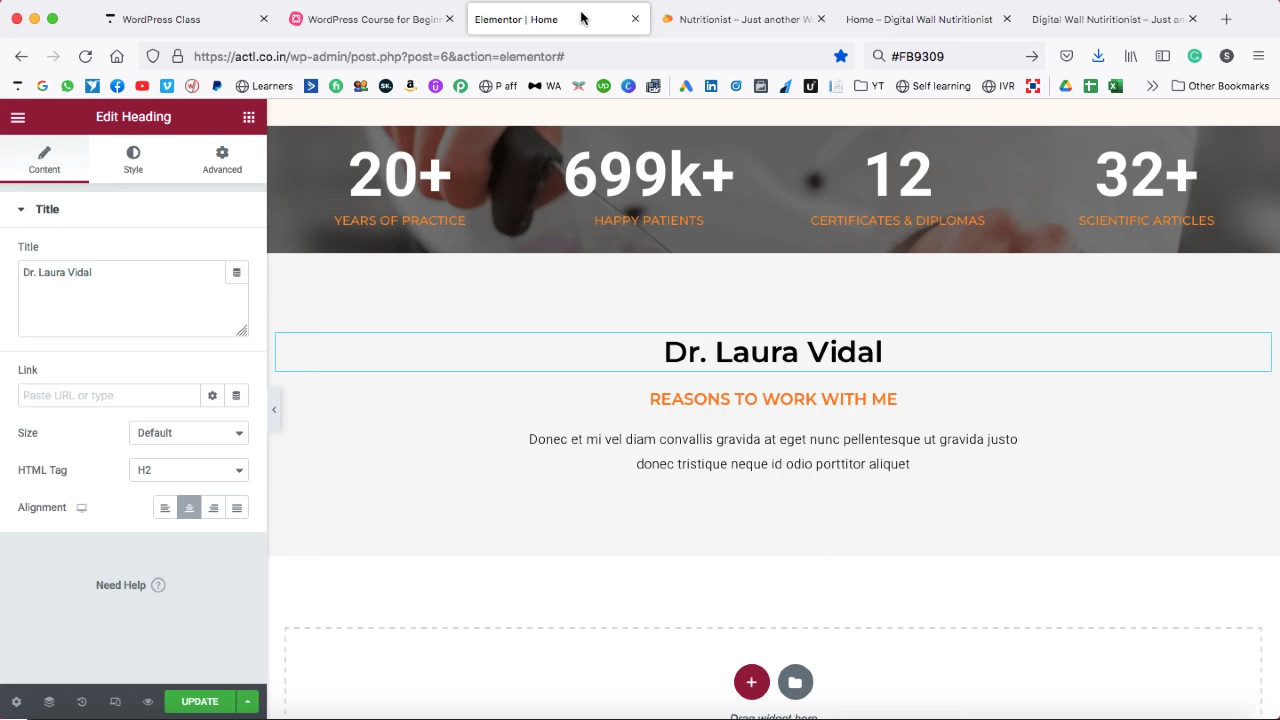 WordPress Class
WordPress Course for Beginn
Elementor | Home
Nutritionist – Just another W
Home – Digital Wall Nutiritionist
Digital Wall Nutiritionist – Just an
https://actl.co.in/wp-admin/post.php?post=6&action=elementor#
#FB9309
Learners
P aff
WA
YT
Self learning
IVR
Other Bookmarks
Edit Heading
Content
Style
Advanced
Title
Title
Dr. Laura Vidal
Link
Paste URL or type
Size
Default
HTML Tag
H2
Alignment
Need Help ?
UPDATE
20+
699k+
12
32+
YEARS OF PRACTICE
HAPPY PATIENTS
CERTIFICATES & DIPLOMAS
SCIENTIFIC ARTICLES
Dr. Laura Vidal
REASONS TO WORK WITH ME
Donec et mi vel diam convallis gravida at eget nunc pellentesque ut gravida justo
donec tristique neque id odio porttitor aliquet
Drag widget here